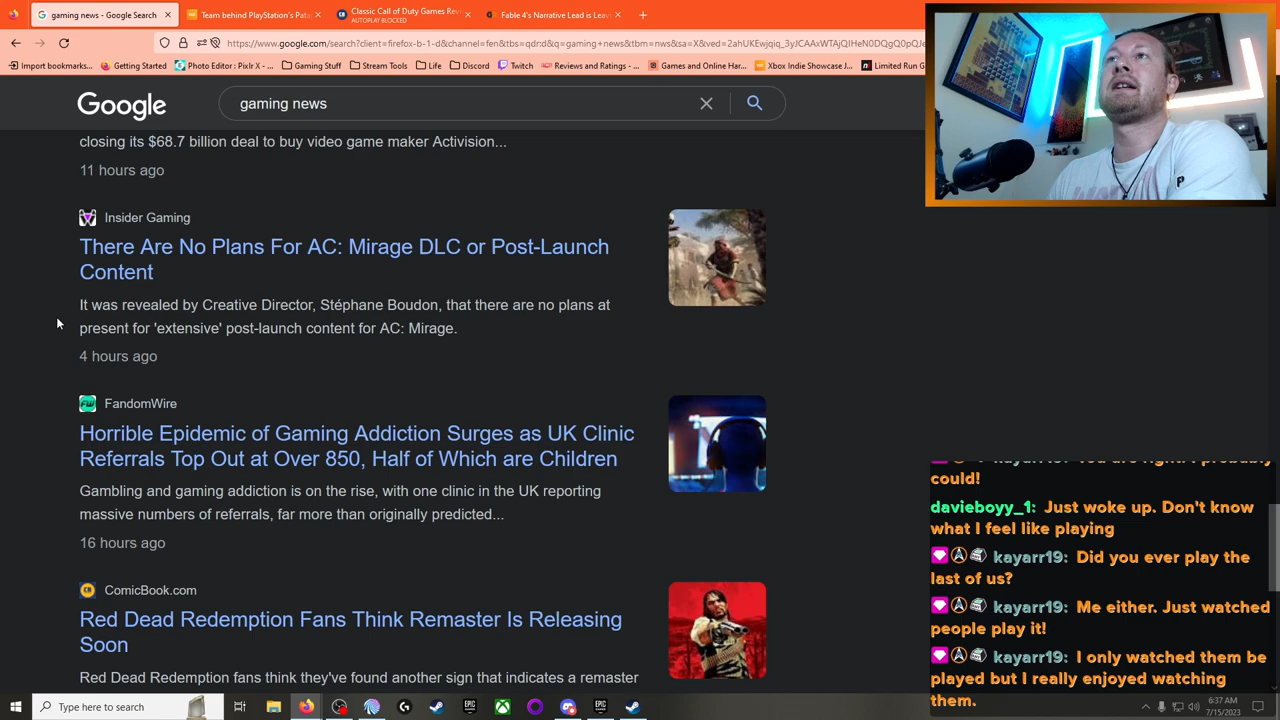 gaming news - Google Search
Team behind PlayStation's Pata
Classic Call of Duty Games Rev
AUTOPLAY BLOCKED
Fable 4's Narrative Lead is Leavi
Import bookmarks...
Getting Started
Photo Editor : Pixlr X - ...
Gaming Stuff
Stream Tools
Life
Discord
Twitch
Reviews and Ratings - ...
Games and Online Har...
Xbox Indie Showcase J...
Limited Run
Google
gaming news
closing its $68.7 billion deal to buy video game maker Activision...
11 hours ago
Insider Gaming
There Are No Plans For AC: Mirage DLC or Post-Launch
Content
It was revealed by Creative Director, Stéphane Boudon, that there are no plans at
present for 'extensive' post-launch content for AC: Mirage.
4 hours ago
FandomWire
Horrible Epidemic of Gaming Addiction Surges as UK Clinic
Referrals Top Out at Over 850, Half of Which are Children
Gambling and gaming addiction is on the rise, with one clinic in the UK reporting
massive numbers of referrals, far more than originally predicted...
16 hours ago
ComicBook.com
Red Dead Redemption Fans Think Remaster Is Releasing
Soon
Red Dead Redemption fans think they've found another sign that indicates a remaster
could!
davieboyy_1: Just woke up. Don't know
what I feel like playing
kayarr19: Did you ever play the
last of us?
kayarr19: Me either. Just watched
people play it!
kayarr19: I only watched them be
played but I really enjoyed watching
them.
Type here to search
6:37 AM
7/15/2023